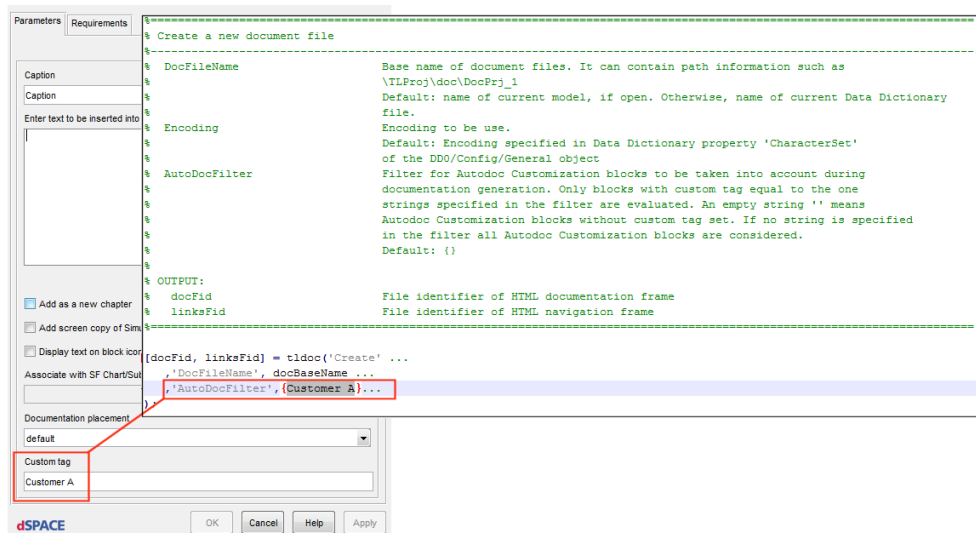 Parameters
Requirements
Caption
Caption
Enter text to be inserted into
Add as a new chapter
Add screen copy of Simu
Display text on block icon
Associate with SF Chart/Sub
Documentation placement
default
Custom tag
Customer A
dSPACE
OK Cancel Help Apply
%=====================================================================================================================
% Create a new document file
%---------------------------------------------------------------------------------------------------------------------
% DocFileName Base name of document files. It can contain path information such as
% \TLProj\doc\DocPrj_1
% Default: name of current model, if open. Otherwise, name of current Data Dictionary
% file.
% Encoding Encoding to be use.
% Default: Encoding specified in Data Dictionary property 'CharacterSet'
% of the DD0/Config/General object
% AutoDocFilter Filter for Autodoc Customization blocks to be taken into account during
% documentation generation. Only blocks with custom tag equal to the one
% strings specified in the filter are evaluated. An empty string '' means
% Autodoc Customization blocks without custom tag set. If no string is specified
% in the filter all Autodoc Customization blocks are considered.
% Default: {}
%
% OUTPUT:
% docFid File identifier of HTML documentation frame
% linksFid File identifier of HTML navigation frame
%=====================================================================================================================
[docFid, linksFid] = tldoc('Create' ...
,'DocFileName', docBaseName ...
,'AutoDocFilter',{Customer A}...
);